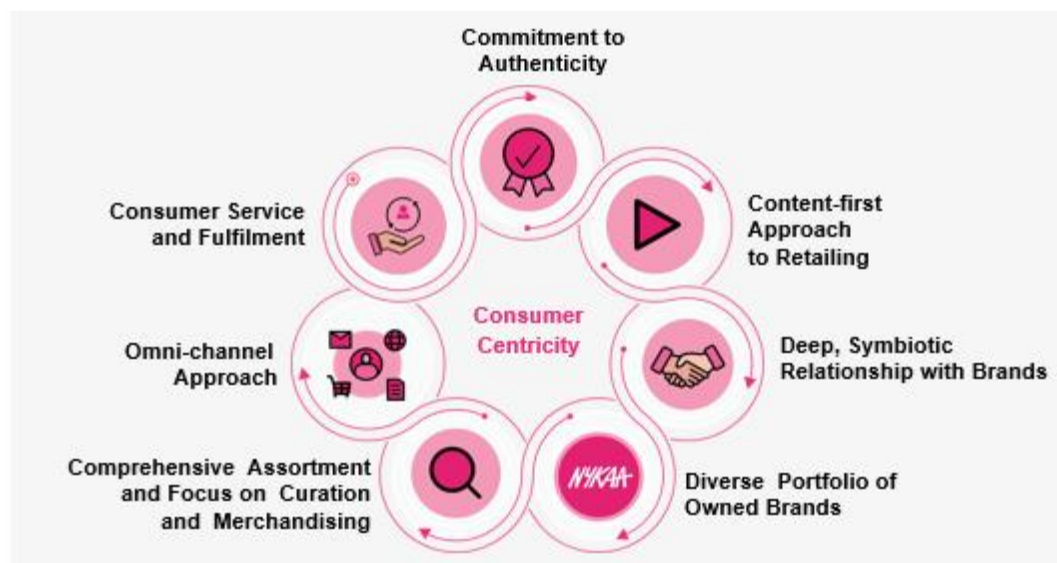 Commitment to
Authenticity
Content-first
Approach
to Retailing
Deep, Symbiotic
Relationship with Brands
Diverse Portfolio of
Owned Brands
NYKAA
Comprehensive Assortment
and Focus on Curation
and Merchandising
Omni-channel
Approach
Consumer Service
and Fulfilment
Consumer
Centricity